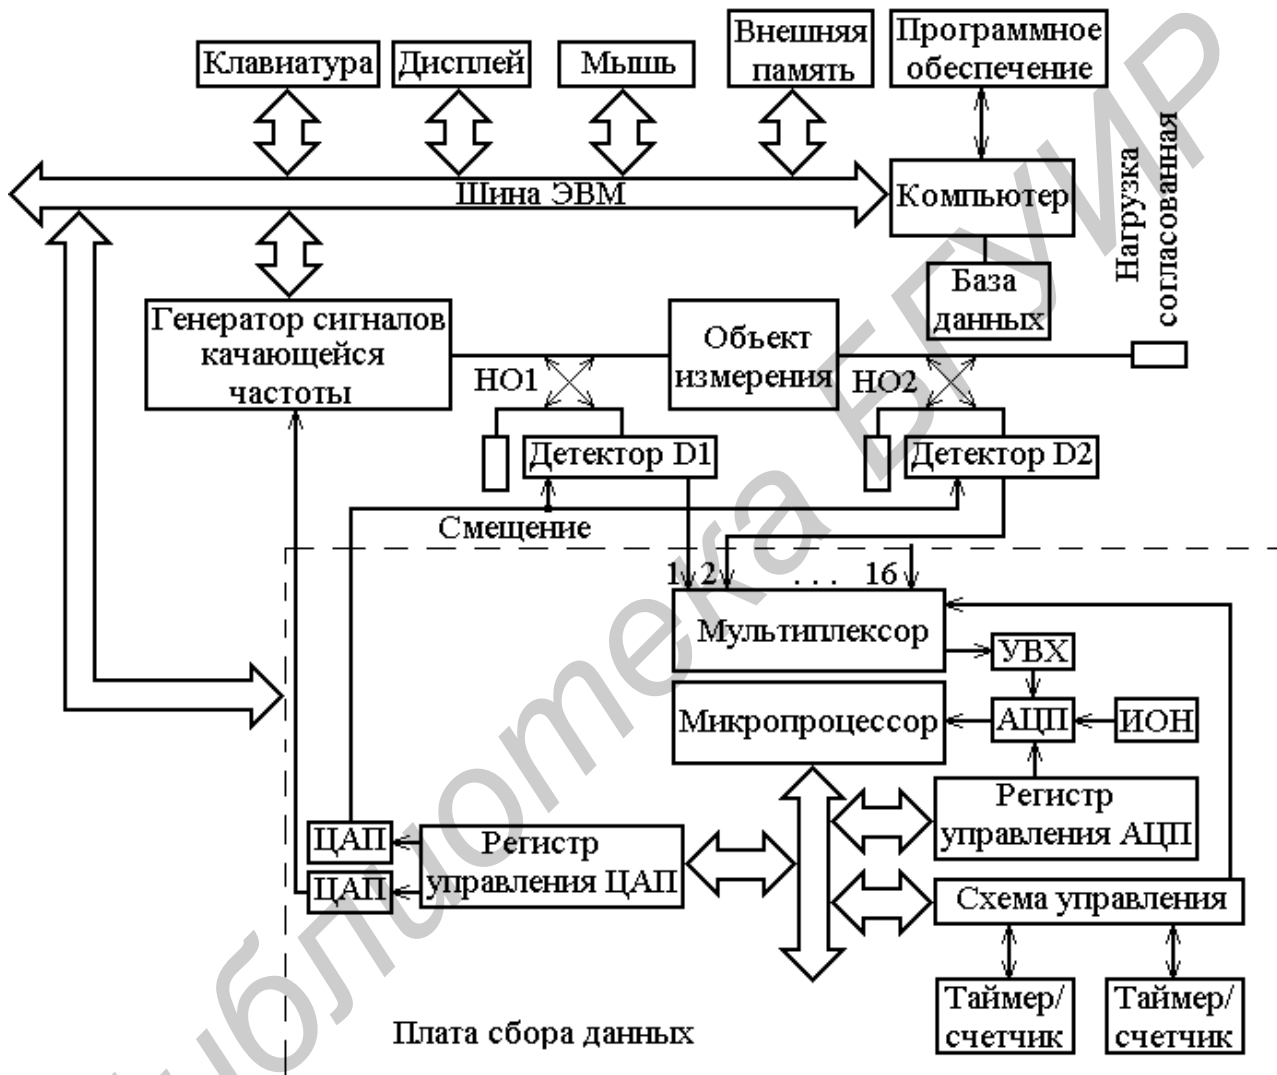 Клавиатура
Дисплей
Мышь
Внешняя
память
Программное
обеспечение
Шина ЭВМ
Компьютер
Нагрузка
согласованная
База
данных
Генератор сигналов
качающейся
частоты
НО1
Объект
измерения
НО2
Детектор D1
Детектор D2
Смещение
1 2 . . . 16
Мультиплексор
УВХ
Микропроцессор
АЦП
ИОН
Регистр
управления АЦП
ЦАП
ЦАП
Регистр
управления ЦАП
Схема управления
Таймер/
счетчик
Таймер/
счетчик
Плата сбора данных
БГУИР